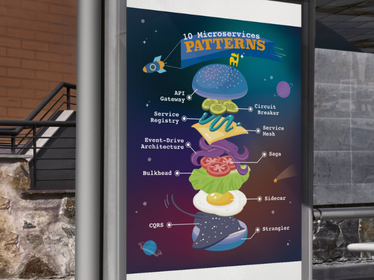 10 Microservices
PATTERNS
API
Gateway
Circuit
Breaker
Service
Registry
Service
Mesh
Event-Drive
Architecture
Saga
Bulkhead
Sidecar
CQRS
Strangler